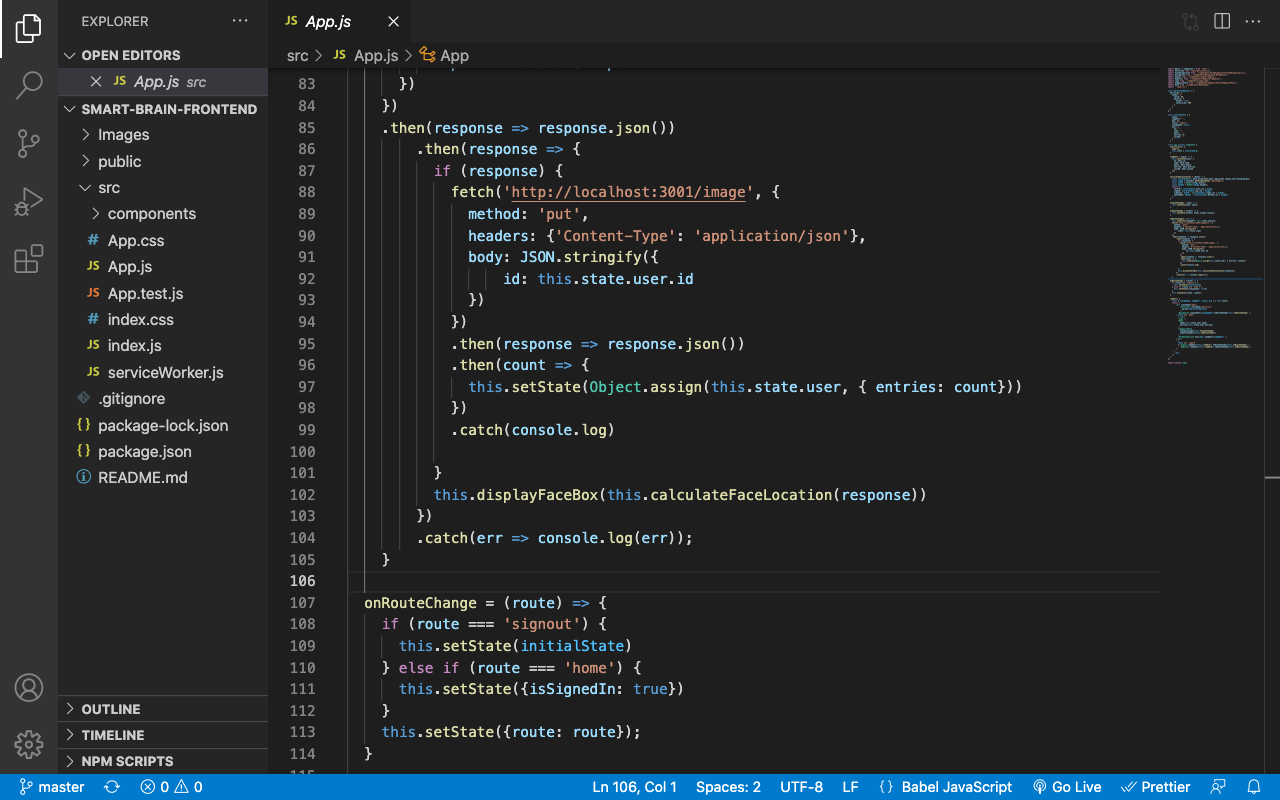 EXPLORER
OPEN EDITORS
JS App.js src
SMART-BRAIN-FRONTEND
Images
public
src
components
# App.css
JS App.js
JS App.test.js
# index.css
JS index.js
JS serviceWorker.js
.gitignore
{} package-lock.json
{} package.json
README.md
OUTLINE
TIMELINE
NPM SCRIPTS
JS App.js
src > JS App.js > App
83 })
84 })
85 .then(response => response.json())
86 .then(response => {
87 if (response) {
88 fetch('http://localhost:3001/image', {
89 method: 'put',
90 headers: {'Content-Type': 'application/json'},
91 body: JSON.stringify({
92 id: this.state.user.id
93 })
94 })
95 .then(response => response.json())
96 .then(count => {
97 this.setState(Object.assign(this.state.user, { entries: count}))
98 })
99 .catch(console.log)
100
101 }
102 this.displayFaceBox(this.calculateFaceLocation(response))
103 })
104 .catch(err => console.log(err));
105 }
106
107 onRouteChange = (route) => {
108 if (route === 'signout') {
109 this.setState(initialState)
110 } else if (route === 'home') {
111 this.setState({isSignedIn: true})
112 }
113 this.setState({route: route});
114 }
master 0 0 Ln 106, Col 1 Spaces: 2 UTF-8 LF {} Babel JavaScript Go Live Prettier